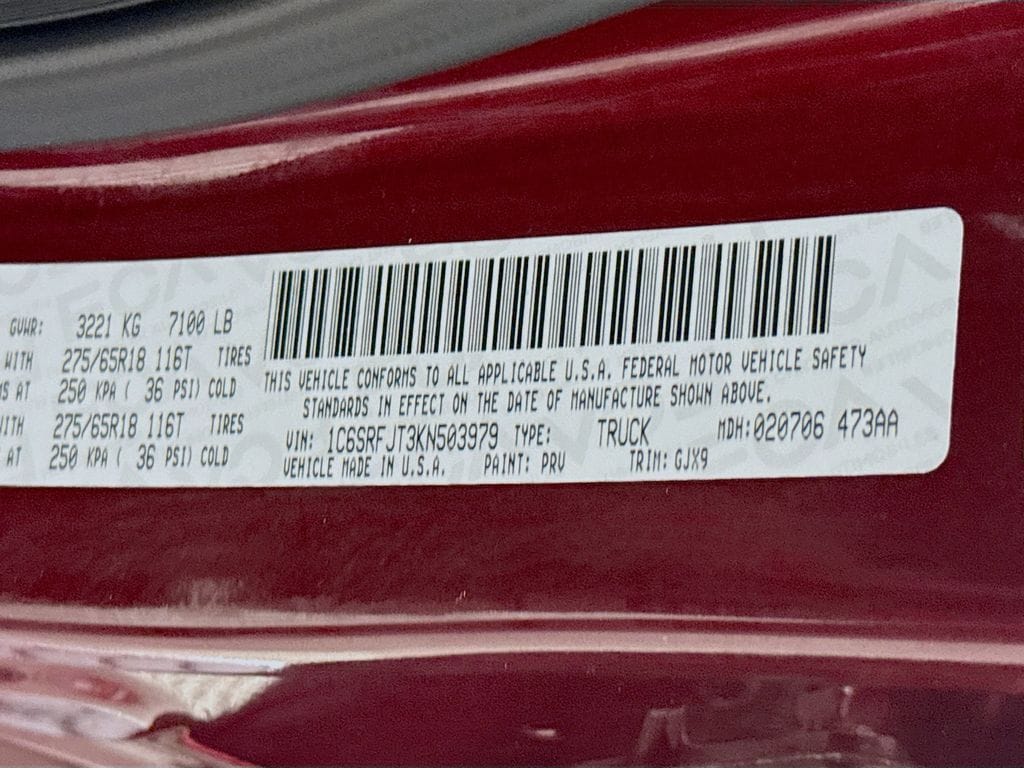 GVWR: 3221 KG 7100 LB
WITH 275/65R18 116T TIRES
AT 250 KPA ( 36 PSI) COLD
275/65R18 116T TIRES
AT 250 KPA ( 36 PSI) COLD
THIS VEHICLE CONFORMS TO ALL APPLICABLE U.S.A. FEDERAL MOTOR VEHICLE SAFETY
STANDARDS IN EFFECT ON THE DATE OF MANUFACTURE SHOWN ABOVE.
VIN: 1C6SRFJT3KN503979 TYPE: TRUCK MDH:020706 473AA
VEHICLE MADE IN U.S.A. PAINT: PRV TRIM: GJX9